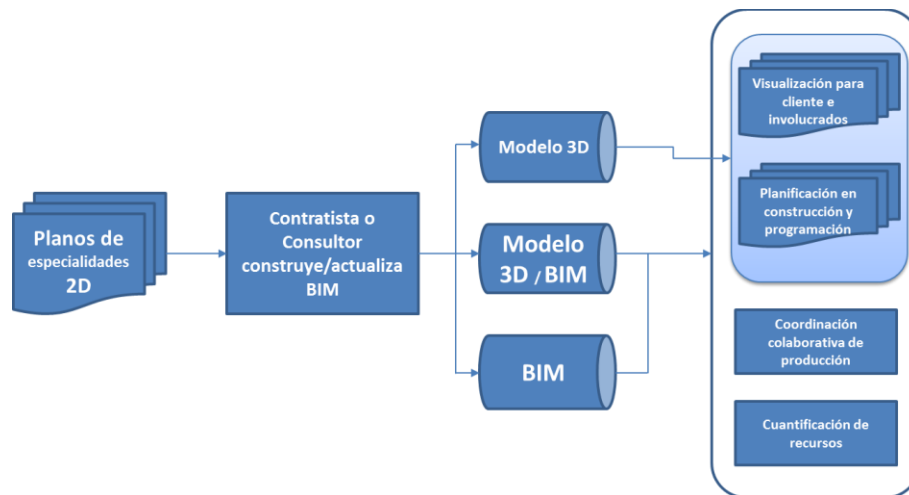 Planos de
especialidades
2D
Contratista o
Consultor
construye/actualiza
BIM
Modelo 3D
Modelo
3D / BIM
BIM
Visualización para
cliente e
involucrados
Planificación en
construcción y
programación
Coordinación
colaborativa de
producción
Cuantificación de
recursos